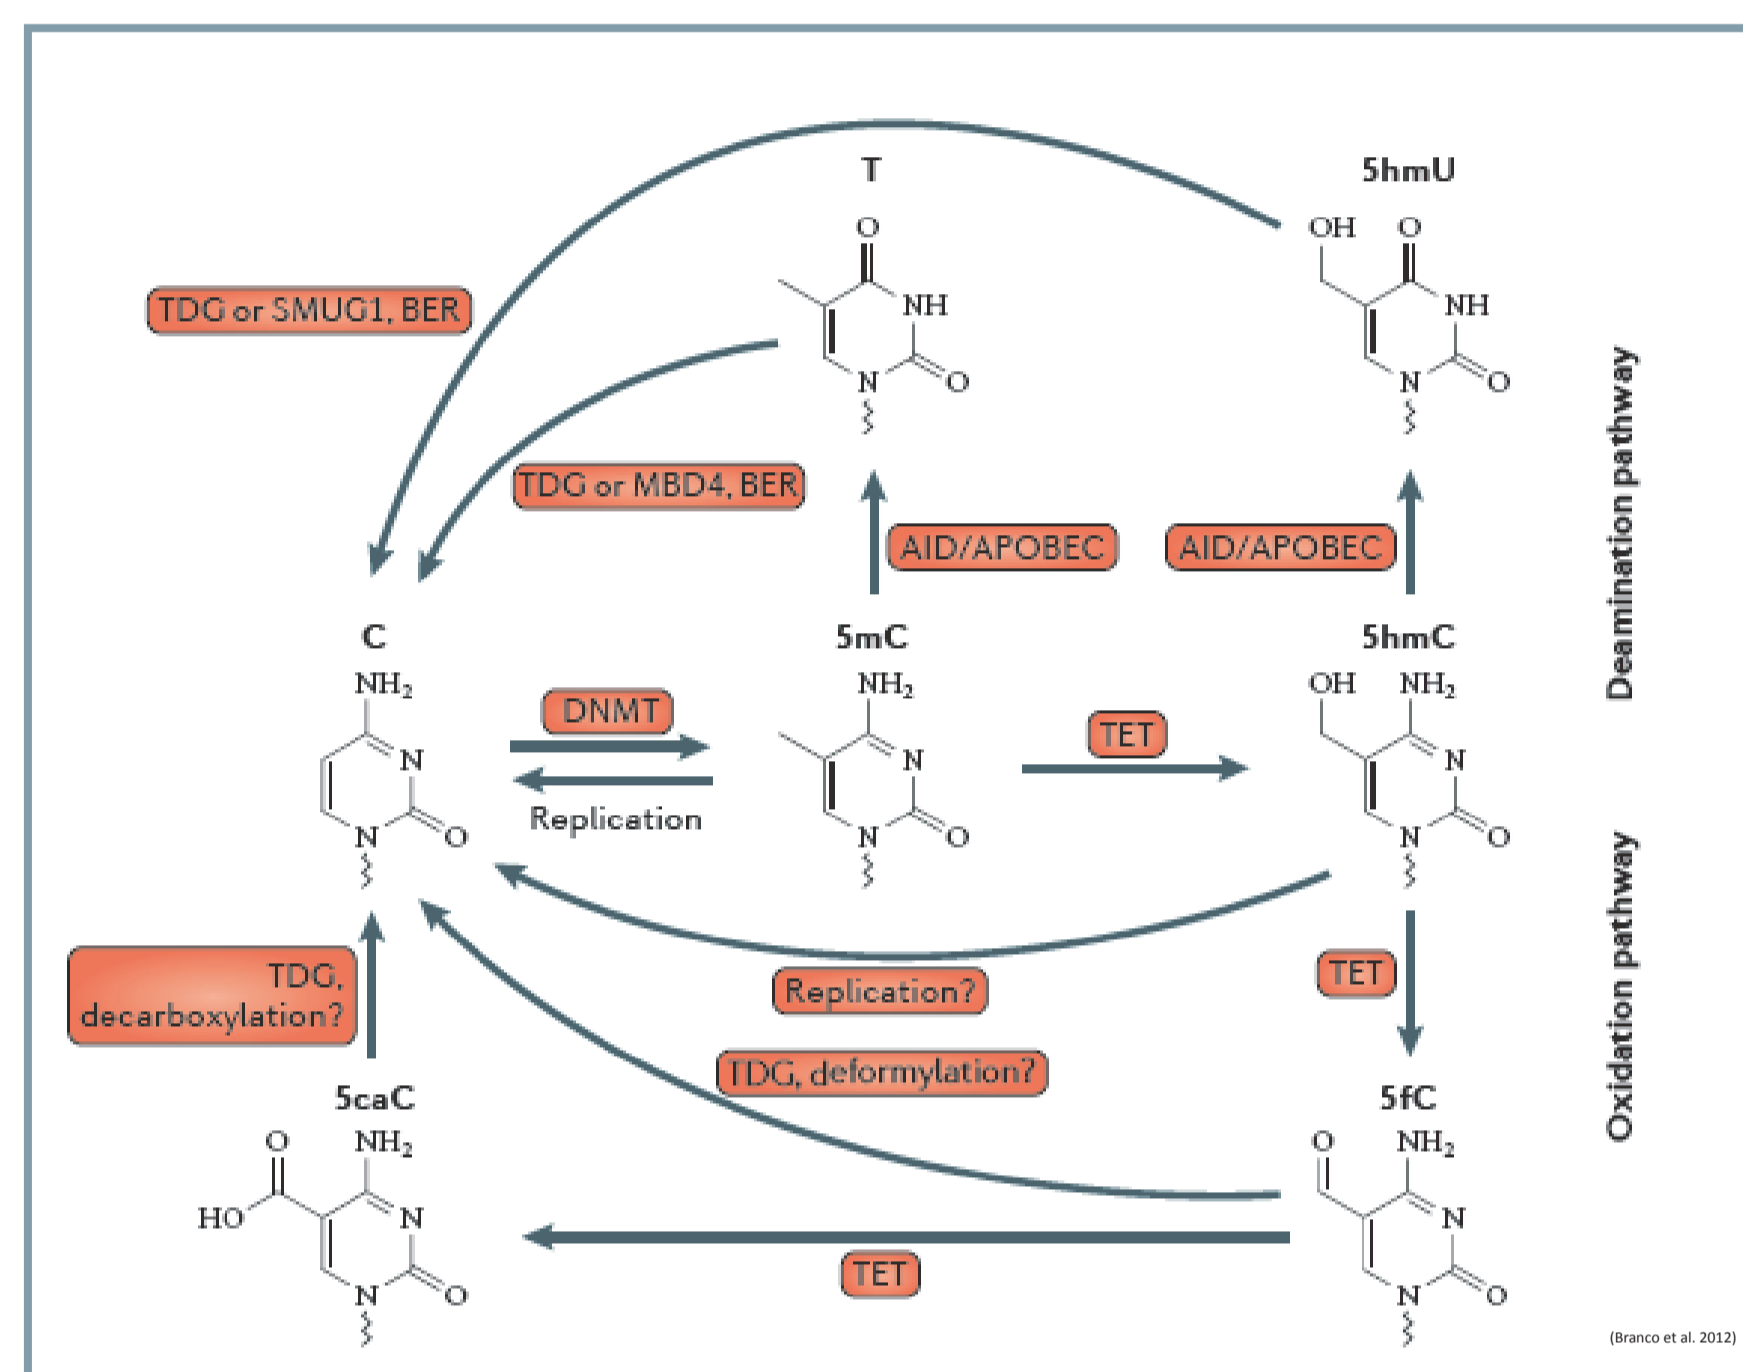 T
5hmU
O
OH O
TDG or SMUG1, BER
NH
NH
N O
N O
TDG or MBD4, BER
AID/APOBEC
AID/APOBEC
Deamination pathway
C
5mC
5hmC
NH₂
NH₂
OH NH₂
DNMT
TET
N
N
N
Replication
N O
N O
N O
Oxidation pathway
TDG,
decarboxylation?
Replication?
TET
TDG, deformylation?
5caC
5fC
O NH₂
O NH₂
HO N
N
TET
N O
N O
(Branco et al. 2012)